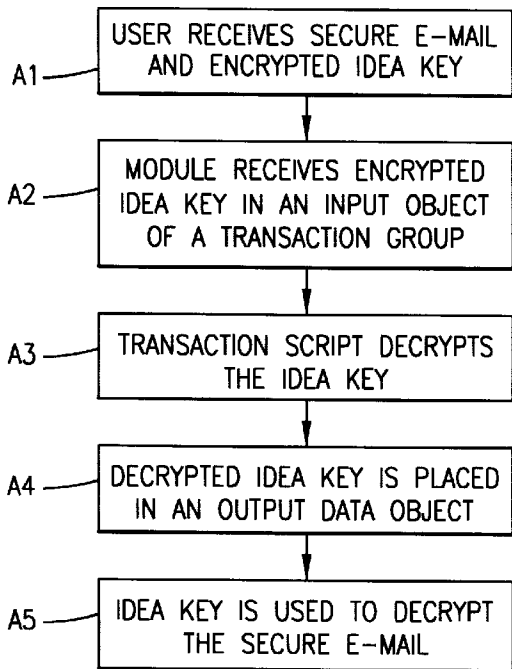 A1
USER RECEIVES SECURE E-MAIL
AND ENCRYPTED IDEA KEY
A2
MODULE RECEIVES ENCRYPTED
IDEA KEY IN AN INPUT OBJECT
OF A TRANSACTION GROUP
A3
TRANSACTION SCRIPT DECRYPTS
THE IDEA KEY
A4
DECRYPTED IDEA KEY IS PLACED
IN AN OUTPUT DATA OBJECT
A5
IDEA KEY IS USED TO DECRYPT
THE SECURE E-MAIL